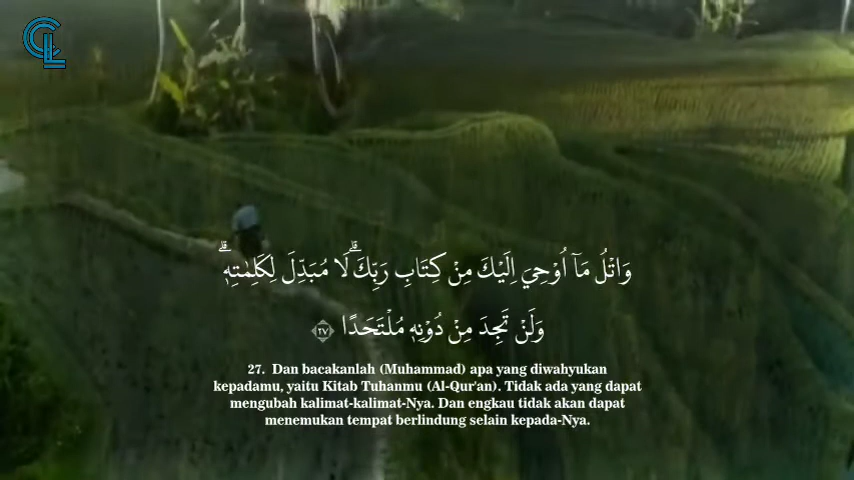 وَاتْلُ مَآ اُوْحِيَ اِلَيْكَ مِنْ كِتَابِ رَبِّكَۗ لَا مُبَدِّلَ لِكَلِمٰتِهٖۗ
وَلَنْ تَجِدَ مِنْ دُوْنِهٖ مُلْتَحَدًا ٢٧
27. Dan bacakanlah (Muhammad) apa yang diwahyukan
kepadamu, yaitu Kitab Tuhanmu (Al-Qur'an). Tidak ada yang dapat
mengubah kalimat-kalimat-Nya. Dan engkau tidak akan dapat
menemukan tempat berlindung selain kepada-Nya.